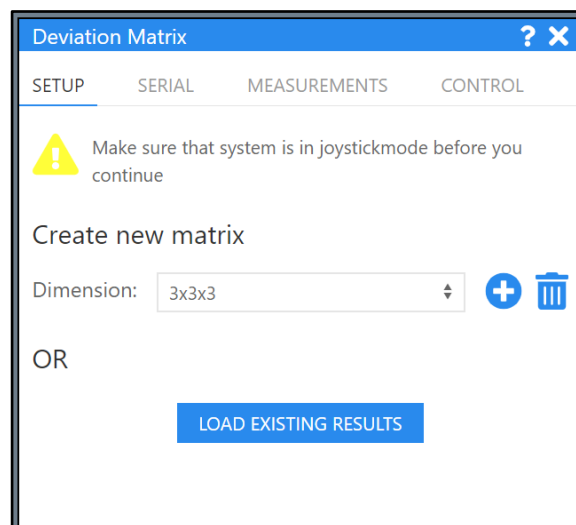 Deviation Matrix ?
SETUP SERIAL MEASUREMENTS CONTROL
Make sure that system is in joystickmode before you
continue
Create new matrix
Dimension: 3x3x3
OR
LOAD EXISTING RESULTS